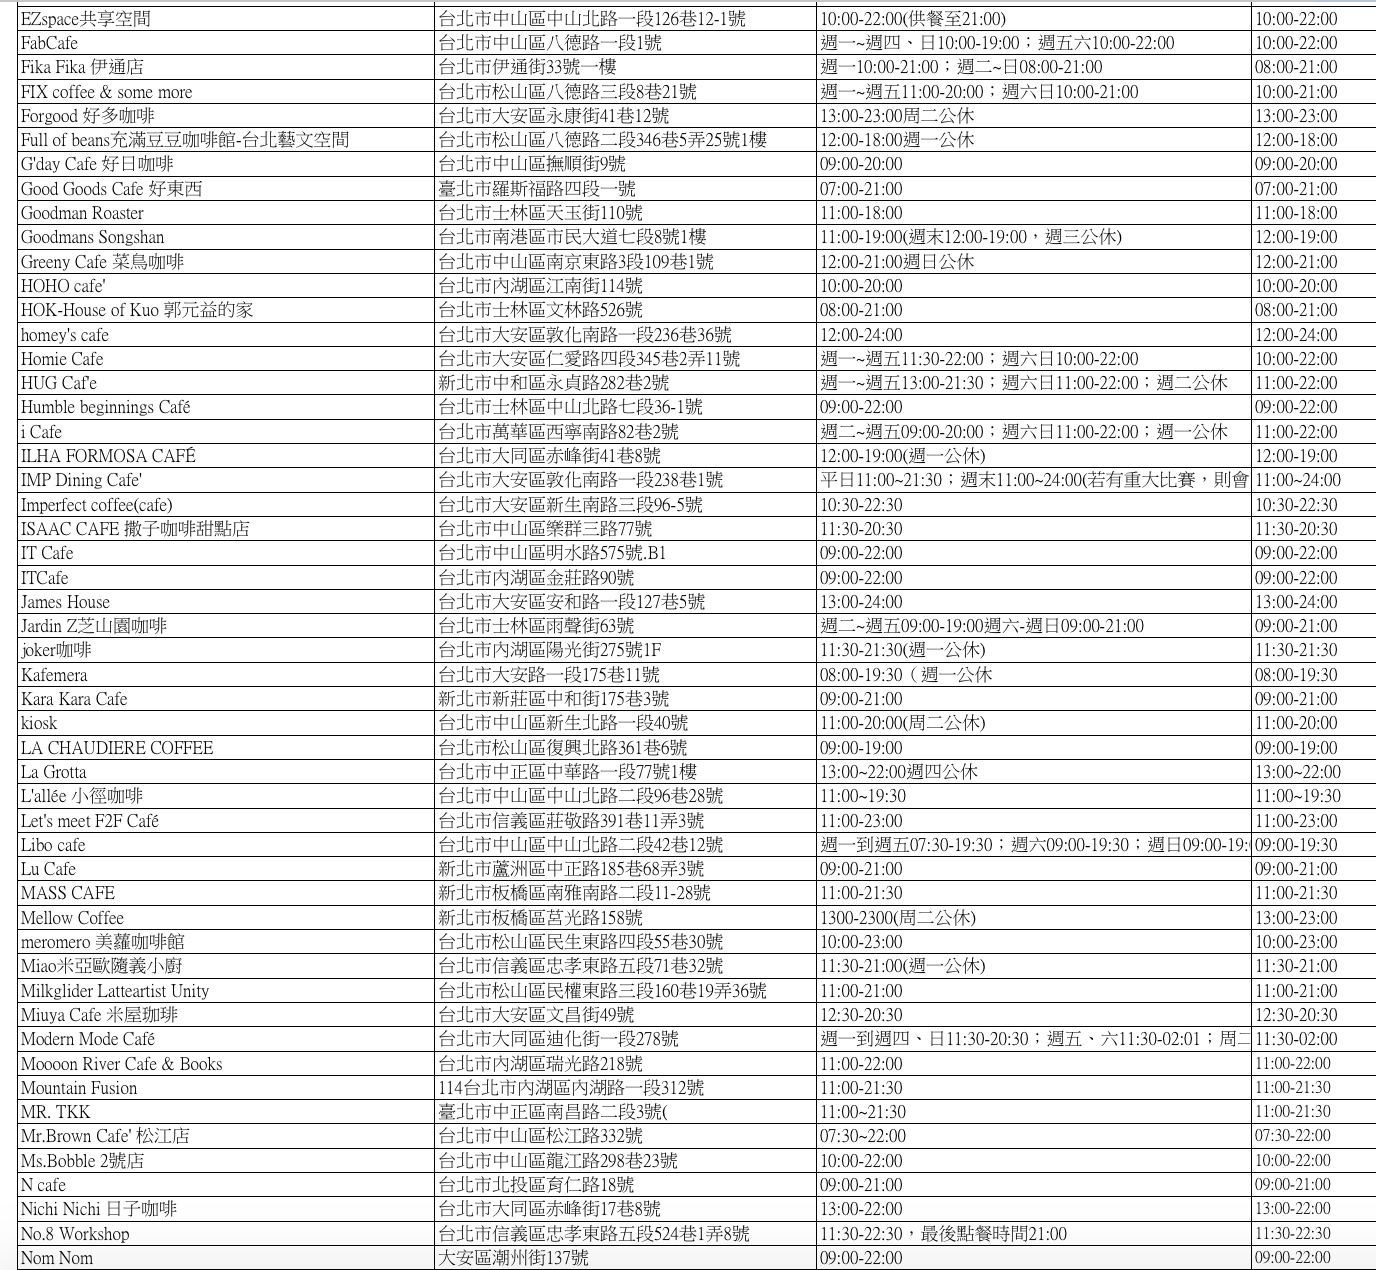 EZspace共享空間 台北市中山區中山北路一段126巷12-1號 10:00-22:00(供餐至21:00) 10:00-22:00
FabCafe 台北市中山區八德路一段1號 週一~週四、日10:00-19:00；週五六10:00-22:00 10:00-22:00
Fika Fika 伊通店 台北市伊通街33號一樓 週一10:00-21:00；週二~日08:00-21:00 08:00-21:00
FIX coffee & some more 台北市松山區八德路三段8巷21號 週一~週五11:00-20:00；週六日10:00-21:00 10:00-21:00
Forgood 好多咖啡 台北市大安區永康街41巷12號 13:00-23:00周二公休 13:00-23:00
Full of beans充滿豆豆咖啡館-台北藝文空間 台北市松山區八德路二段346巷5弄25號1樓 12:00-18:00週一公休 12:00-18:00
G'day Cafe 好日咖啡 台北市中山區撫順街9號 09:00-20:00 09:00-20:00
Good Goods Cafe 好東西 臺北市羅斯福路四段一號 07:00-21:00 07:00-21:00
Goodman Roaster 台北市士林區天玉街110號 11:00-18:00 11:00-18:00
Goodmans Songshan 台北市南港區市民大道七段8號1樓 11:00-19:00(週末12:00-19:00，週三公休) 12:00-19:00
Greeny Cafe 菜鳥咖啡 台北市中山區南京東路3段109巷1號 12:00-21:00週日公休 12:00-21:00
HOHO cafe' 台北市內湖區江南街114號 10:00-20:00 10:00-20:00
HOK-House of Kuo 郭元益的家 台北市士林區文林路526號 08:00-21:00 08:00-21:00
homey's cafe 台北市大安區敦化南路一段236巷36號 12:00-24:00 12:00-24:00
Homie Cafe 台北市大安區仁愛路四段345巷2弄11號 週一~週五11:30-22:00；週六日10:00-22:00 10:00-22:00
HUG Caf'e 新北市中和區永貞路282巷2號 週一~週五13:00-21:30；週六日11:00-22:00；週二公休 11:00-22:00
Humble beginnings Café 台北市士林區中山北路七段36-1號 09:00-22:00 09:00-22:00
i Cafe 台北市萬華區西寧南路82巷2號 週二~週五09:00-20:00；週六日11:00-22:00；週一公休 11:00-22:00
ILHA FORMOSA CAFÉ 台北市大同區赤峰街41巷8號 12:00-19:00(週一公休) 12:00-19:00
IMP Dining Cafe' 台北市大安區敦化南路一段238巷1號 平日11:00~21:30；週末11:00~24:00(若有重大比賽，則會 11:00~24:00
Imperfect coffee(cafe) 台北市大安區新生南路三段96-5號 10:30-22:30 10:30-22:30
ISAAC CAFE 撒子咖啡甜點店 台北市中山區樂群三路77號 11:30-20:30 11:30-20:30
IT Cafe 台北市中山區明水路575號.B1 09:00-22:00 09:00-22:00
ITCafe 台北市內湖區金莊路90號 09:00-22:00 09:00-22:00
James House 台北市大安區安和路一段127巷5號 13:00-24:00 13:00-24:00
Jardin Z芝山園咖啡 台北市士林區雨聲街63號 週二~週五09:00-19:00週六-週日09:00-21:00 09:00-21:00
joker咖啡 台北市內湖區陽光街275號1F 11:30-21:30(週一公休) 11:30-21:30
Kafemera 台北市大安路一段175巷11號 08:00-19:30（週一公休 08:00-19:30
Kara Kara Cafe 新北市新莊區中和街175巷3號 09:00-21:00 09:00-21:00
kiosk 台北市中山區新生北路一段40號 11:00-20:00(周二公休) 11:00-20:00
LA CHAUDIERE COFFEE 台北市松山區復興北路361巷6號 09:00-19:00 09:00-19:00
La Grotta 台北市中正區中華路一段77號1樓 13:00~22:00週四公休 13:00~22:00
L'allée 小徑咖啡 台北市中山區中山北路二段96巷28號 11:00~19:30 11:00~19:30
Let's meet F2F Café 台北市信義區莊敬路391巷11弄3號 11:00-23:00 11:00-23:00
Libo cafe 台北市中山區中山北路二段42巷12號 週一到週五07:30-19:30；週六09:00-19:30；週日09:00-19: 09:00-19:30
Lu Cafe 新北市蘆洲區中正路185巷68弄3號 09:00-21:00 09:00-21:00
MASS CAFE 新北市板橋區南雅南路二段11-28號 11:00-21:30 11:00-21:30
Mellow Coffee 新北市板橋區莒光路158號 1300-2300(周二公休) 13:00-23:00
meromero 美蘿咖啡館 台北市松山區民生東路四段55巷30號 10:00-23:00 10:00-23:00
Miao米亞歐隨義小廚 台北市信義區忠孝東路五段71巷32號 11:30-21:00(週一公休) 11:30-21:00
Milkglider Latteartist Unity 台北市松山區民權東路三段160巷19弄36號 11:00-21:00 11:00-21:00
Miuya Cafe 米屋珈琲 台北市大安區文昌街49號 12:30-20:30 12:30-20:30
Modern Mode Café 台北市大同區迪化街一段278號 週一到週四、日11:30-20:30；週五、六11:30-02:01；周二 11:30-02:00
Moooon River Cafe & Books 台北市內湖區瑞光路218號 11:00-22:00 11:00-22:00
Mountain Fusion 114台北市內湖區內湖路一段312號 11:00-21:30 11:00-21:30
MR. TKK 臺北市中正區南昌路二段3號( 11:00~21:30 11:00-21:30
Mr.Brown Cafe' 松江店 台北市中山區松江路332號 07:30~22:00 07:30-22:00
Ms.Bobble 2號店 台北市中山區龍江路298巷23號 10:00-22:00 10:00-22:00
N cafe 台北市北投區育仁路18號 09:00-21:00 09:00-21:00
Nichi Nichi 日子咖啡 台北市大同區赤峰街17巷8號 13:00-22:00 13:00-22:00
No.8 Workshop 台北市信義區忠孝東路五段524巷1弄8號 11:30-22:30，最後點餐時間21:00 11:30-22:30
Nom Nom 大安區潮州街137號 09:00-22:00 09:00-22:00